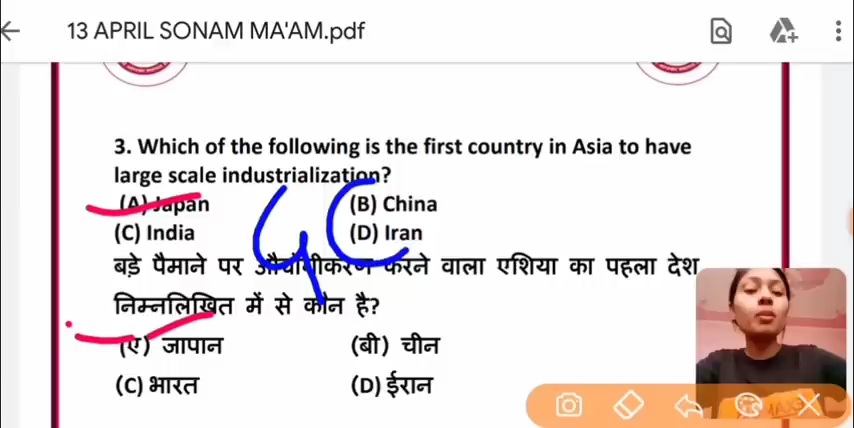 13 APRIL SONAM MA'AM.pdf
3. Which of the following is the first country in Asia to have
large scale industrialization?
(A) Japan (B) China
(C) India (D) Iran
बड़े पैमाने पर औद्योगीकरण करने वाला एशिया का पहला देश
निम्नलिखित में से कौन है?
(ए) जापान (बी) चीन
(C) भारत (D) ईरान